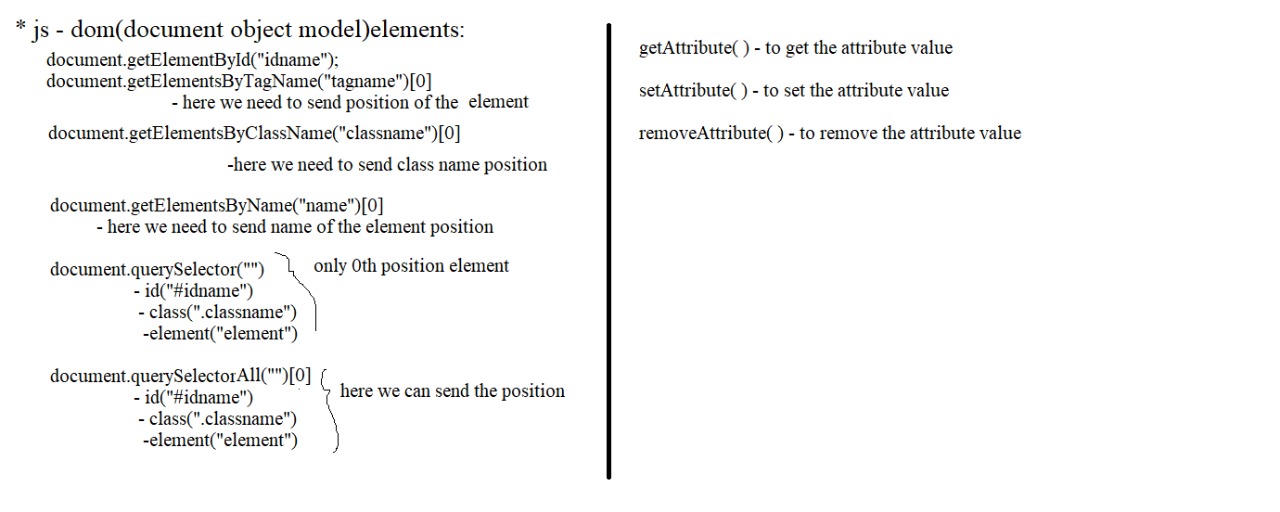 * js - dom(document object model)elements:
document.getElementById("idname");
document.getElementsByTagName("tagname")[0]
- here we need to send position of the element
document.getElementsByClassName("classname")[0]
-here we need to send class name position
document.getElementsByName("name")[0]
- here we need to send name of the element position
document.querySelector("") only 0th position element
- id("#idname")
- class(".classname")
-element("element")
document.querySelectorAll("")[0]
here we can send the position
- id("#idname")
- class(".classname")
-element("element")
getAttribute( ) - to get the attribute value
setAttribute( ) - to set the attribute value
removeAttribute( ) - to remove the attribute value